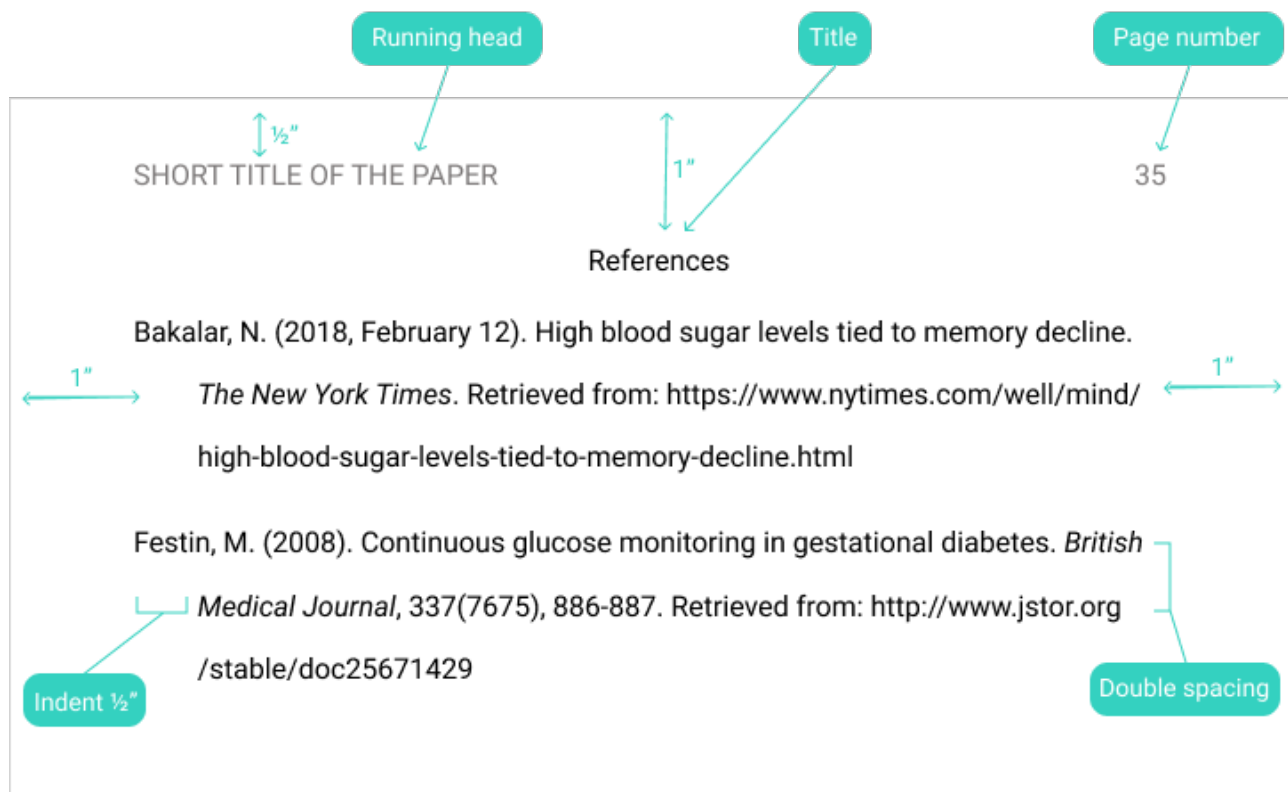 Running head Title Page number
½”
SHORT TITLE OF THE PAPER 1” 35
References
Bakalar, N. (2018, February 12). High blood sugar levels tied to memory decline.
1” The New York Times. Retrieved from: https://www.nytimes.com/well/mind/ 1”
high-blood-sugar-levels-tied-to-memory-decline.html
Festin, M. (2008). Continuous glucose monitoring in gestational diabetes. British
Medical Journal, 337(7675), 886-887. Retrieved from: http://www.jstor.org
/stable/doc25671429
Indent ½” Double spacing